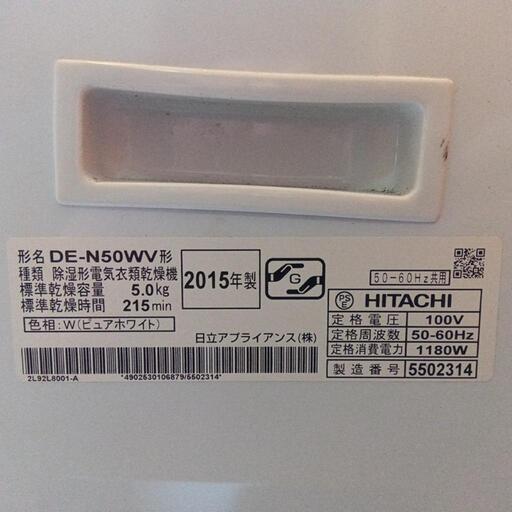 形名 DE-N50WV形
種類 除湿形電気衣類乾燥機
標準乾燥容量 5.0kg
標準乾燥時間 215min
色相:W(ピュアホワイト)
2015年製
G
日立アプライアンス(株)
2L92L8001-A
*4902530106879/5502314*
50-60Hz共用
PSE HITACHI
定格電圧 100V
定格周波数 50-60Hz
定格消費電力 1180W
製造番号 5502314